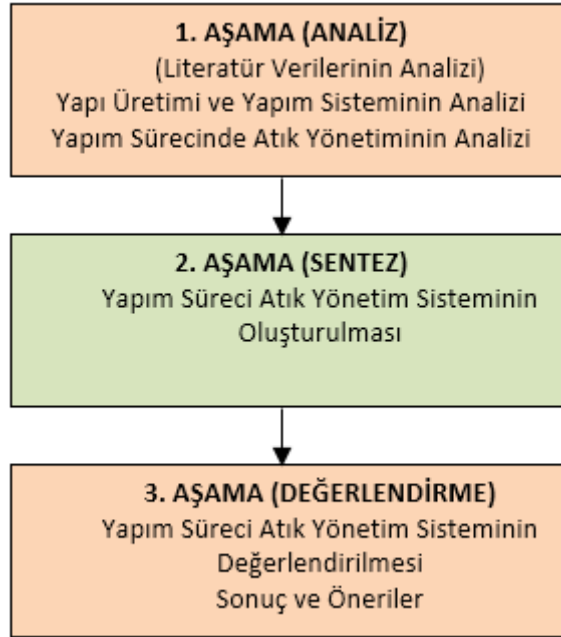 1. AŞAMA (ANALİZ)
(Literatür Verilerinin Analizi)
Yapı Üretimi ve Yapım Sisteminin Analizi
Yapım Sürecinde Atık Yönetiminin Analizi
2. AŞAMA (SENTEZ)
Yapım Süreci Atık Yönetim Sisteminin
Oluşturulması
3. AŞAMA (DEĞERLENDİRME)
Yapım Süreci Atık Yönetim Sisteminin
Değerlendirilmesi
Sonuç ve Öneriler